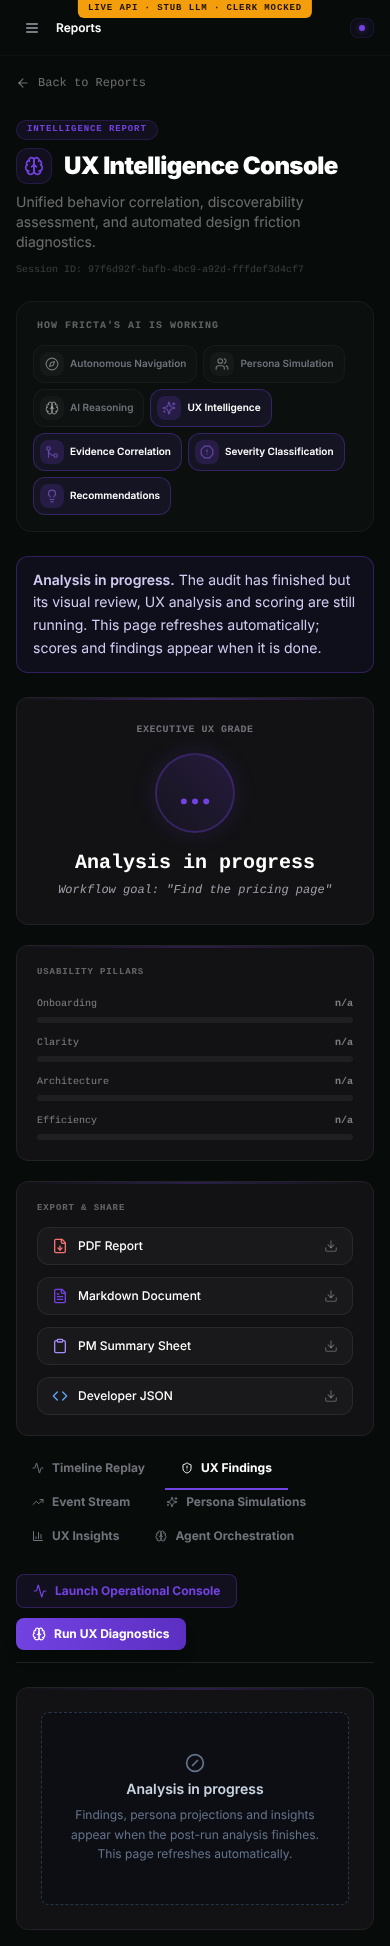 LIVE API · STUB LLM · CLERK MOCKED
Reports
Back to Reports
INTELLIGENCE REPORT
UX Intelligence Console
Unified behavior correlation, discoverability
assessment, and automated design friction
diagnostics.
Session ID: 97f6d92f-bafb-4bc9-a92d-fffdef3d4cf7
HOW FRICTA'S AI IS WORKING
Autonomous Navigation
Persona Simulation
AI Reasoning
UX Intelligence
Evidence Correlation
Severity Classification
Recommendations
Analysis in progress. The audit has finished but
its visual review, UX analysis and scoring are still
running. This page refreshes automatically;
scores and findings appear when it is done.
EXECUTIVE UX GRADE
Analysis in progress
Workflow goal: "Find the pricing page"
USABILITY PILLARS
Onboarding n/a
Clarity n/a
Architecture n/a
Efficiency n/a
EXPORT & SHARE
PDF Report
Markdown Document
PM Summary Sheet
Developer JSON
Timeline Replay
UX Findings
Event Stream
Persona Simulations
UX Insights
Agent Orchestration
Launch Operational Console
Run UX Diagnostics
Analysis in progress
Findings, persona projections and insights
appear when the post-run analysis finishes.
This page refreshes automatically.